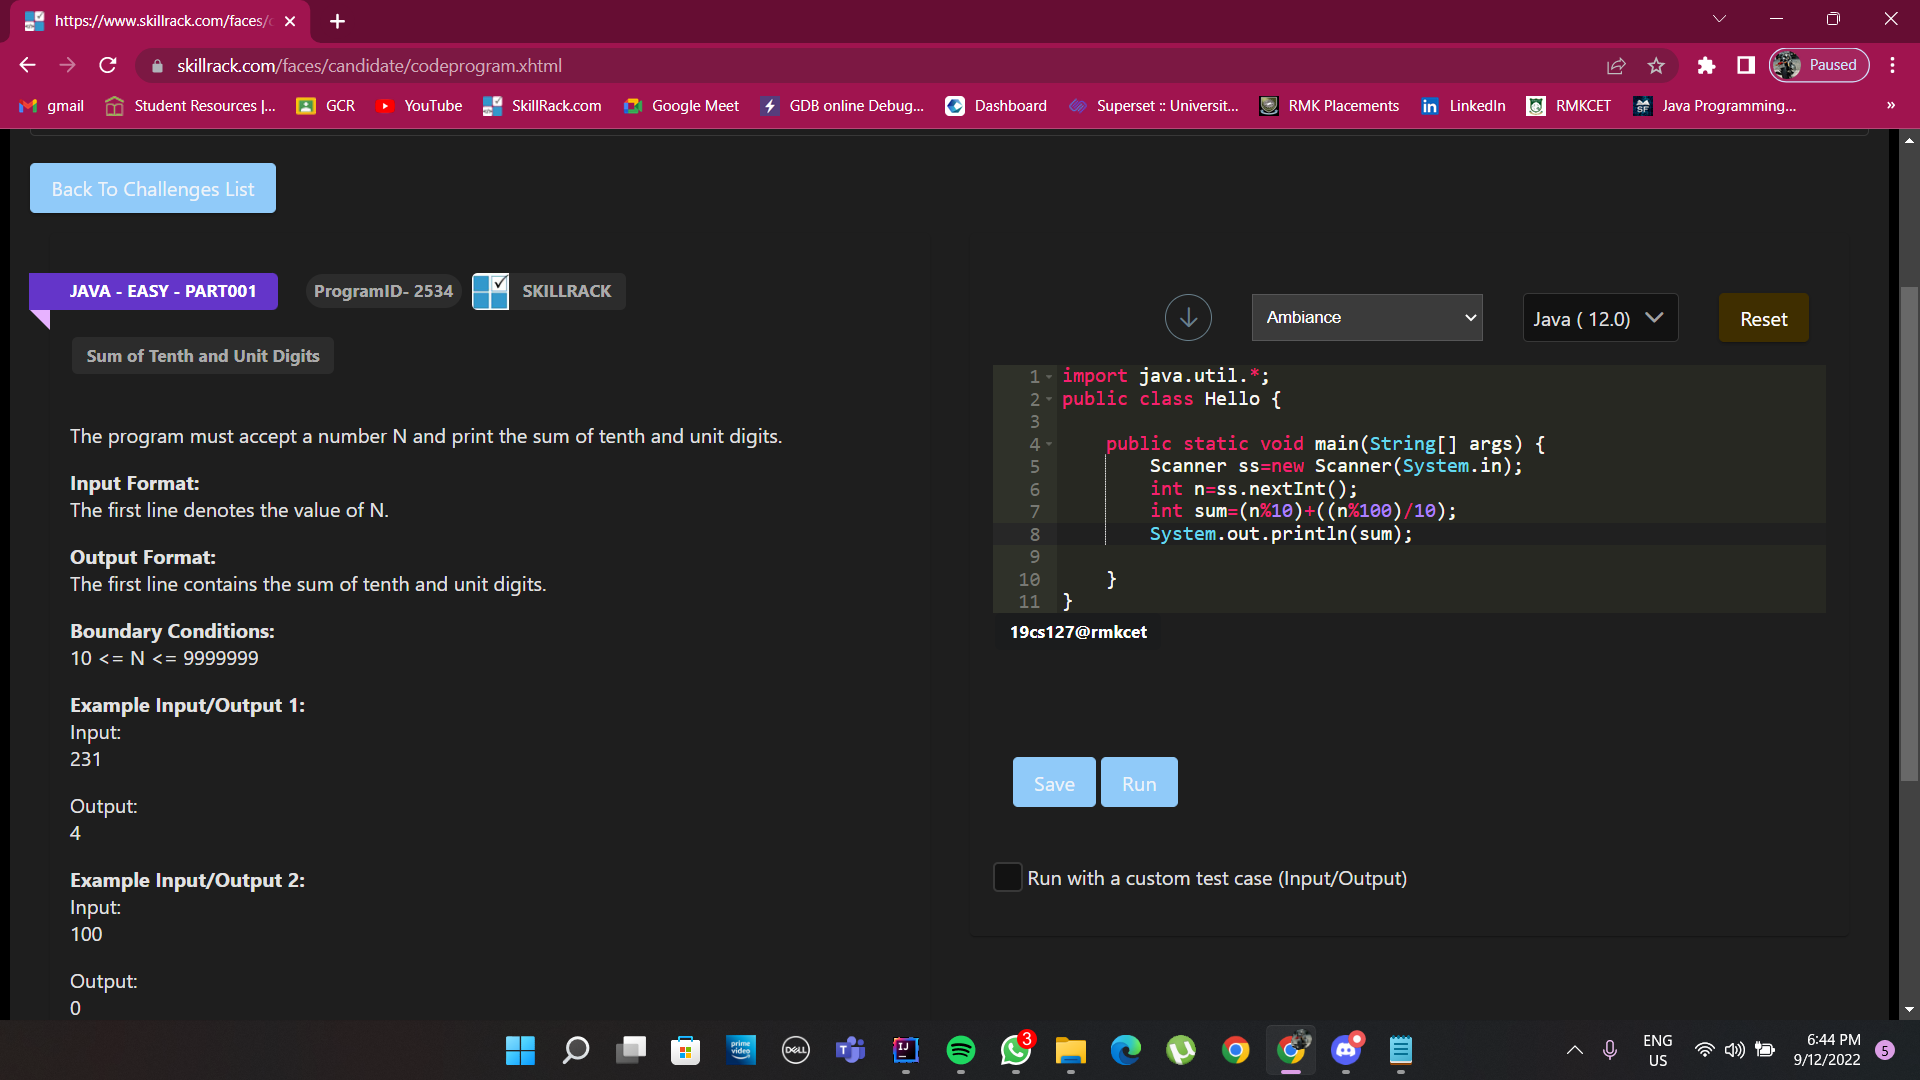 https://www.skillrack.com/faces/
skillrack.com/faces/candidate/codeprogram.xhtml
Paused
gmail
Student Resources |...
GCR
YouTube
SkillRack.com
Google Meet
GDB online Debug...
Dashboard
Superset :: Universit...
RMK Placements
LinkedIn
RMKCET
Java Programming...
»
Back To Challenges List
JAVA - EASY - PART001
ProgramID- 2534
SKILLRACK
Sum of Tenth and Unit Digits
The program must accept a number N and print the sum of tenth and unit digits.
Input Format:
The first line denotes the value of N.
Output Format:
The first line contains the sum of tenth and unit digits.
Boundary Conditions:
10 <= N <= 9999999
Example Input/Output 1:
Input:
231
Output:
4
Example Input/Output 2:
Input:
100
Output:
0
Ambiance
Java ( 12.0)
Reset
1 import java.util.*;
2 public class Hello {
3
4 public static void main(String[] args) {
5 Scanner ss=new Scanner(System.in);
6 int n=ss.nextInt();
7 int sum=(n%10)+((n%100)/10);
8 System.out.println(sum);
9
10 }
11 }
19cs127@rmkcet
Save
Run
Run with a custom test case (Input/Output)
prime video
DELL
IJ
3
ENG
US
6:44 PM
9/12/2022
5